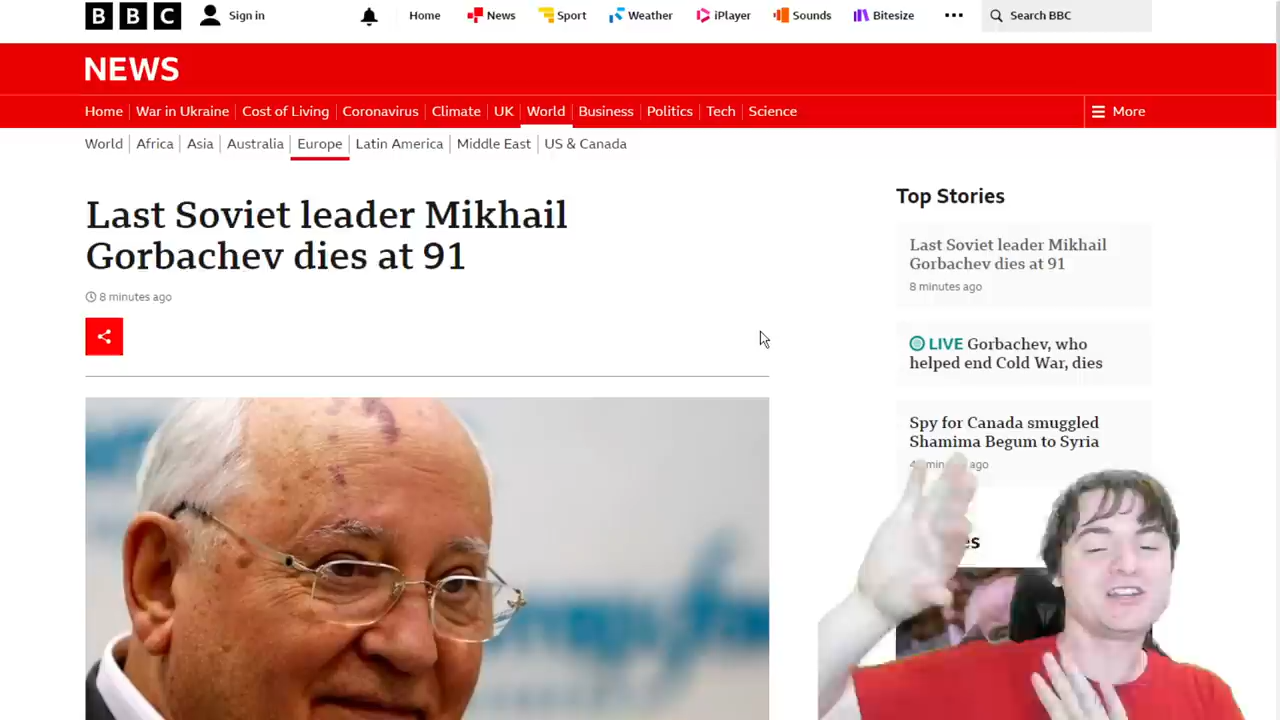 BBC Sign in Home News Sport Weather iPlayer Sounds Bitesize ... Search BBC
NEWS
Home War in Ukraine Cost of Living Coronavirus Climate UK World Business Politics Tech Science More
World Africa Asia Australia Europe Latin America Middle East US & Canada
Last Soviet leader Mikhail
Gorbachev dies at 91
8 minutes ago
Top Stories
Last Soviet leader Mikhail
Gorbachev dies at 91
8 minutes ago
LIVE Gorbachev, who
helped end Cold War, dies
Spy for Canada smuggled
Shamima Begum to Syria
ago